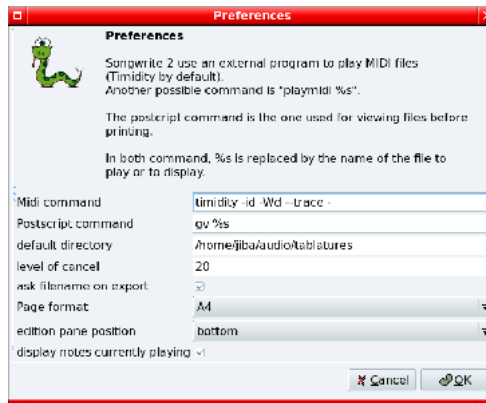 Preferences
Preferences
Songwrite 2 use an external program to play MIDI files
(Timidity by default).
Another possible command is "playmidi %s".
The postcript command is the one used for viewing files before
printing.
In both command, %s is replaced by the name of the file to
play or to display.
Midi command timidity -id -Wd --trace -
Postscript command gv %s
default directory /home/jiba/audio/tablatures
level of cancel 20
ask filename on export
Page format A4
edition pane position bottom
display notes currently playing
Cancel OK